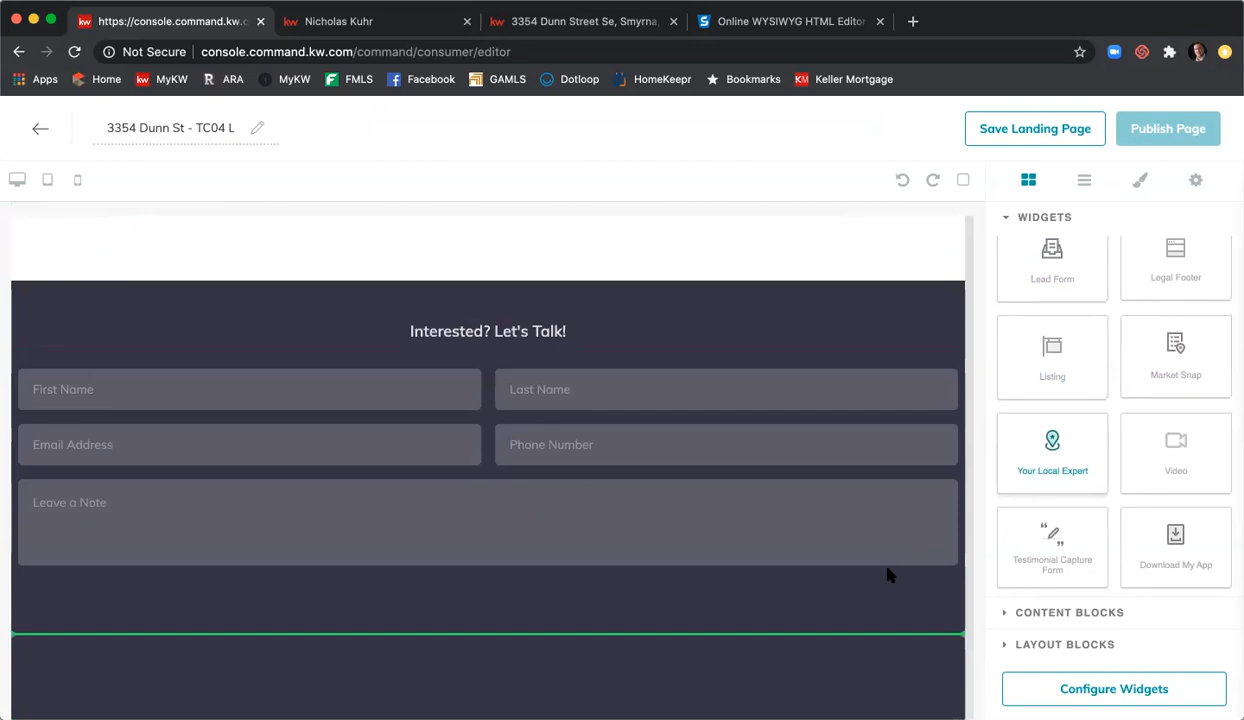 https://console.command.kw.c
Nicholas Kuhr
3354 Dunn Street Se, Smyrna,
Online WYSIWYG HTML Editor
Not Secure
console.command.kw.com/command/consumer/editor
Apps
Home
MyKW
ARA
MyKW
FMLS
Facebook
GAMLS
Dotloop
HomeKeepr
Bookmarks
Keller Mortgage
3354 Dunn St - TC04 L
Save Landing Page
Publish Page
WIDGETS
Lead Form
Legal Footer
Interested? Let's Talk!
First Name
Last Name
Listing
Market Snap
Email Address
Phone Number
Your Local Expert
Video
Leave a Note
Testimonial Capture
Form
Download My App
CONTENT BLOCKS
LAYOUT BLOCKS
Configure Widgets